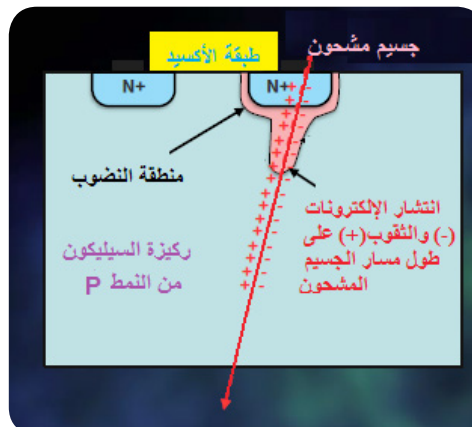 جسيم مشحون
طبقة الأكسيد
N+
N+
منطقة النضوب
انتشار الإلكترونات
(-) والثقوب(+) على
طول مسار الجسيم
المشحون
ركيزة السيليكون
من النمط P